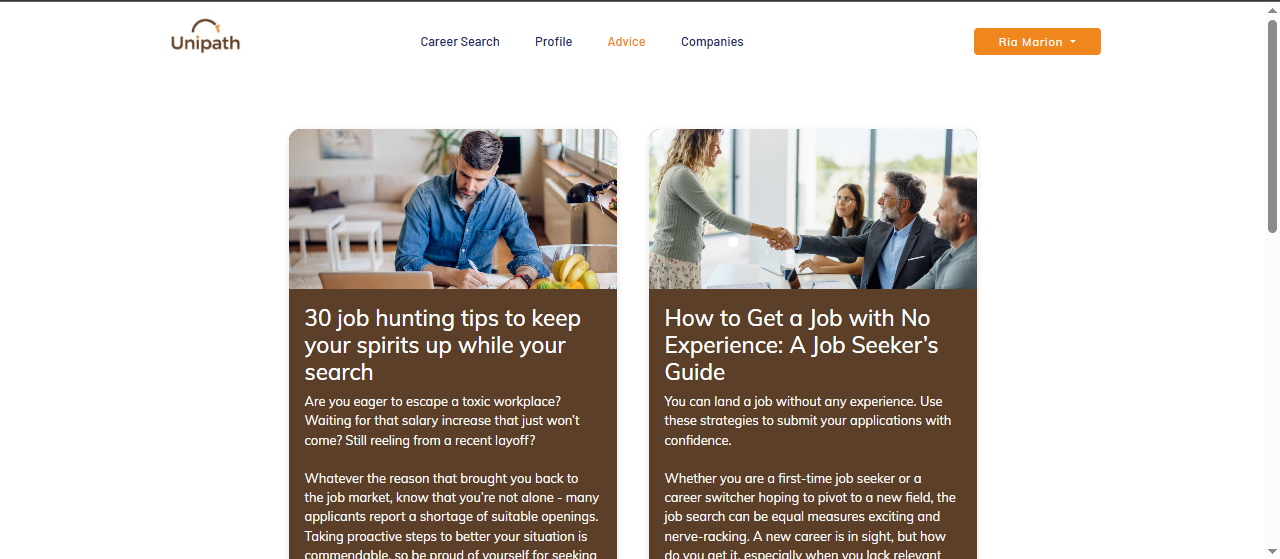 Unipath
Career Search
Profile
Advice
Companies
Ria Marion
30 job hunting tips to keep
your spirits up while your
search
Are you eager to escape a toxic workplace?
Waiting for that salary increase that just won't
come? Still reeling from a recent layoff?
Whatever the reason that brought you back to
the job market, know that you're not alone - many
applicants report a shortage of suitable openings.
Taking proactive steps to better your situation is
commendable, so be proud of yourself for seeking
How to Get a Job with No
Experience: A Job Seeker's
Guide
You can land a job without any experience. Use
these strategies to submit your applications with
confidence.
Whether you are a first-time job seeker or a
career switcher hoping to pivot to a new field, the
job search can be equal measures exciting and
nerve-racking. A new career is in sight, but how
do you get it, especially when you lack relevant